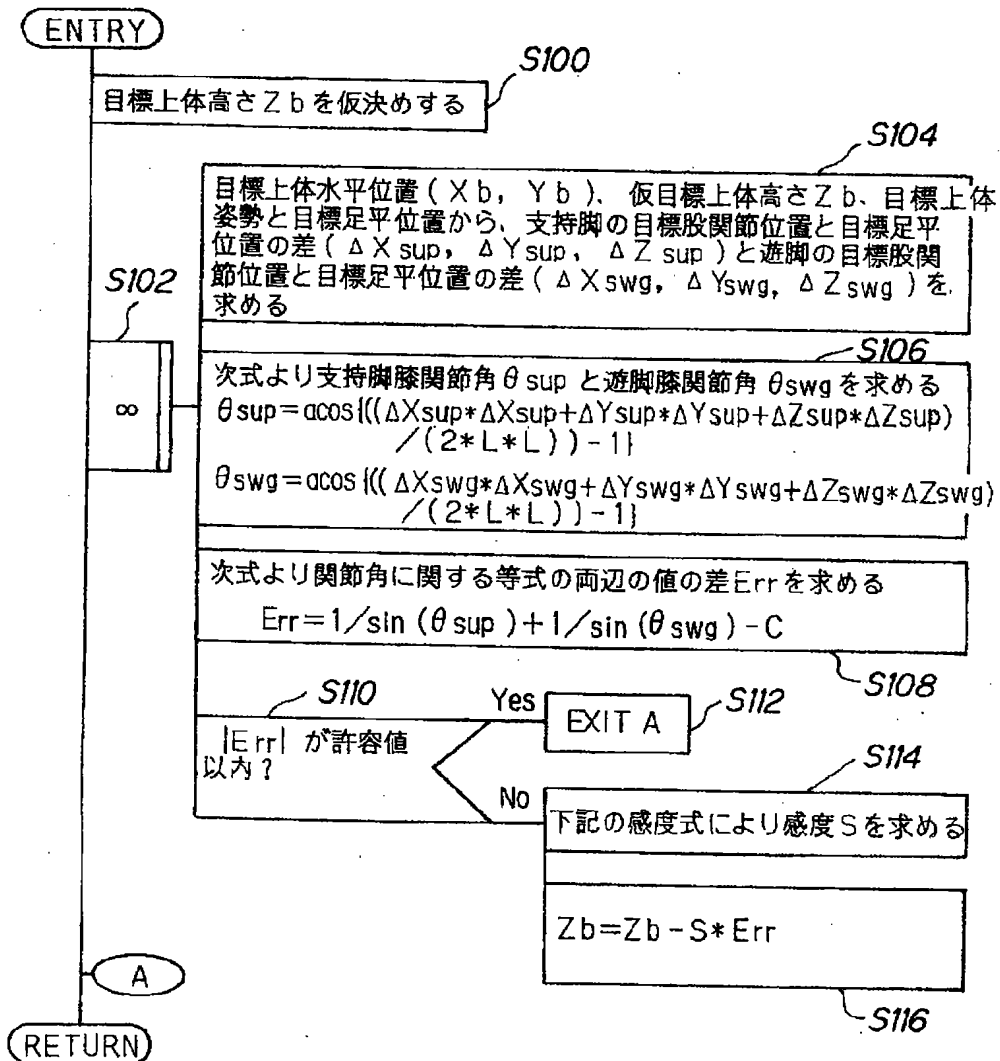 ENTRY
S100
目標上体高さZbを仮決めする
S104
目標上体水平位置(Xb, Yb)、仮目標上体高さZb、目標上体
姿勢と目標足平位置から、支持脚の目標股関節位置と目標足平
位置の差(ΔXsup, ΔYsup, ΔZsup)と遊脚の目標股関
節位置と目標足平位置の差(ΔXswg, ΔYswg, ΔZswg)を
求める
S102
∞
S106
次式より支持脚膝関節角θsupと遊脚膝関節角θswgを求める
θsup=acos{((ΔXsup*ΔXsup+ΔYsup*ΔYsup+ΔZsup*ΔZsup)
/(2*L*L))-1}
θswg=acos{((ΔXswg*ΔXswg+ΔYswg*ΔYswg+ΔZswg*ΔZswg)
/(2*L*L))-1}
次式より関節角に関する等式の両辺の値の差Errを求める
Err=1/sin(θsup)+1/sin(θswg)-C
S108
S110
|Err|が許容値
以内?
Yes
EXIT A
S112
No
S114
下記の感度式により感度Sを求める
Zb=Zb-S*Err
S116
A
RETURN